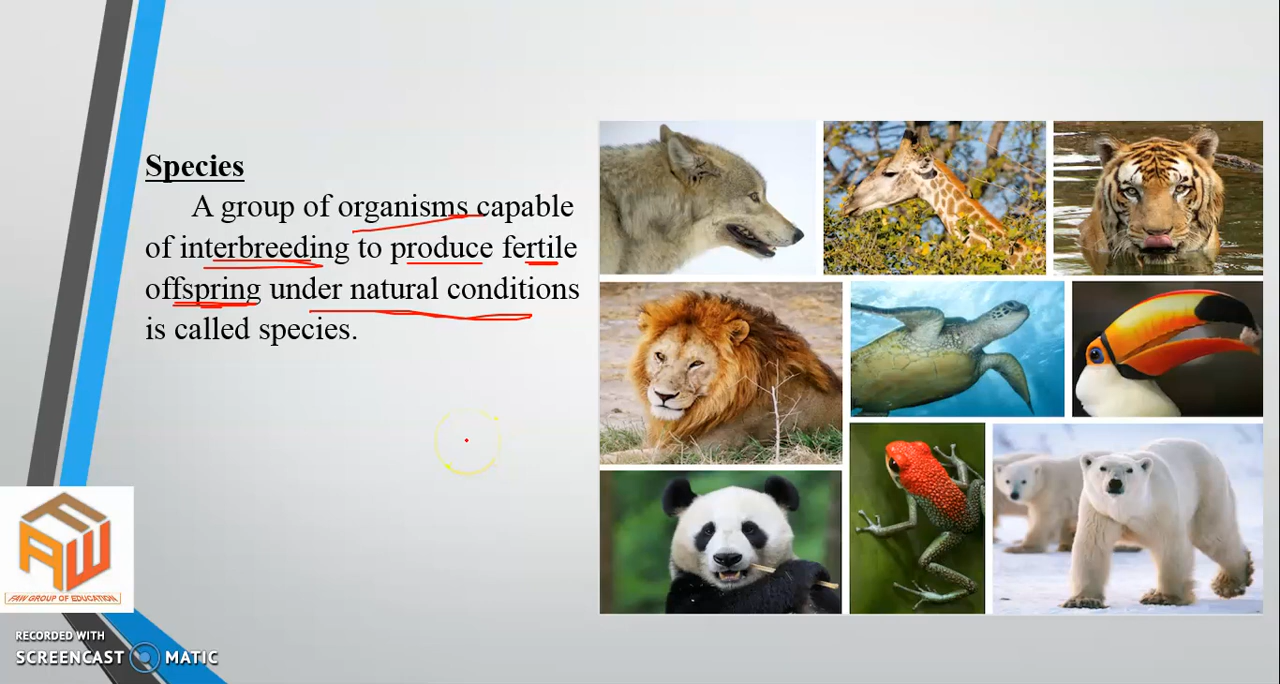 Species
A group of organisms capable
of interbreeding to produce fertile
offspring under natural conditions
is called species.
FAW GROUP OF EDUCATION
RECORDED WITH
SCREENCAST MATIC